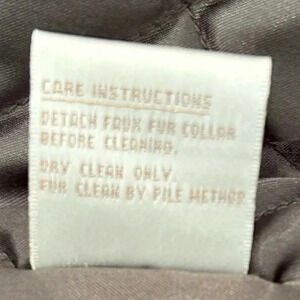 CARE INSTRUCTIONS
DETACH FAUX FUR COLLAR
BEFORE CLEANING.
DRY CLEAN ONLY.
FUR CLEAN BY PILE METHOD